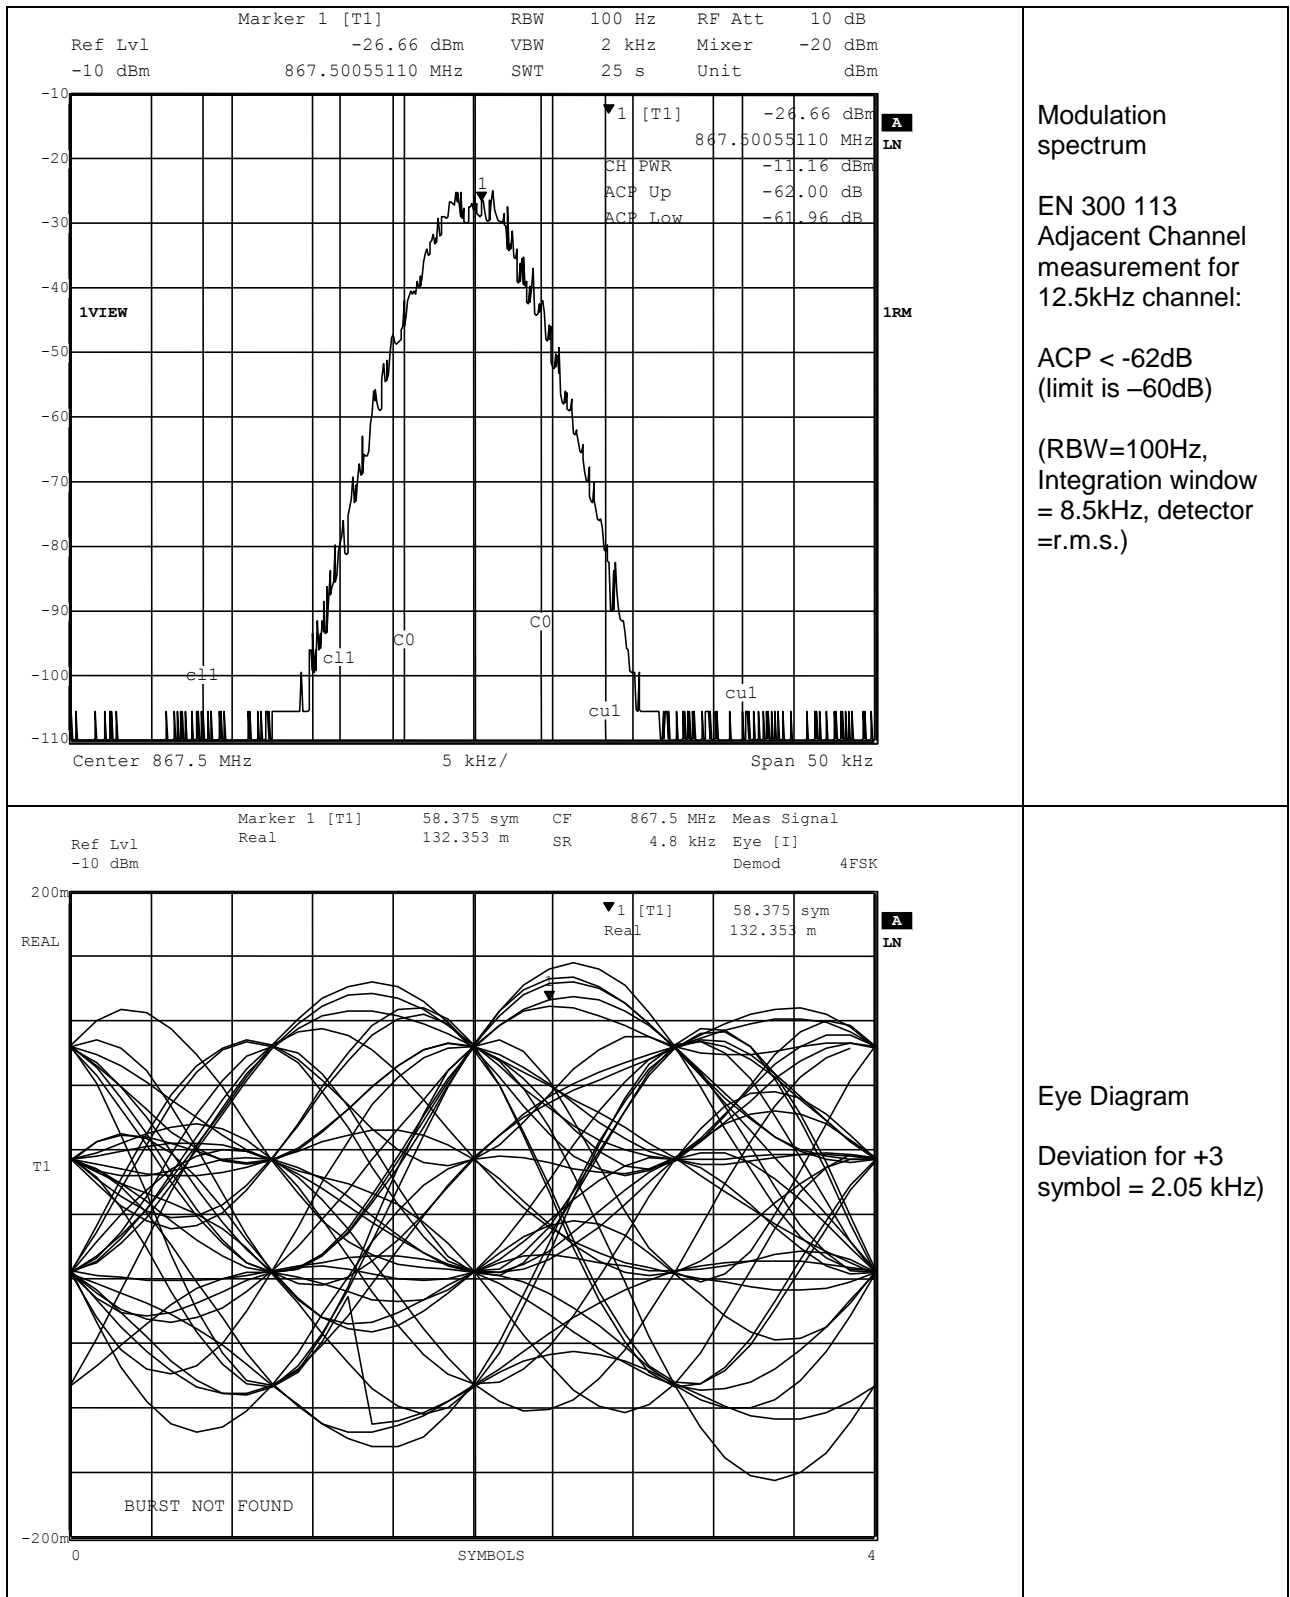 Marker 1 [T1] RBW 100 Hz RF Att 10 dB
Ref Lvl -26.66 dBm VBW 2 kHz Mixer -20 dBm
-10 dBm 867.50055110 MHz SWT 25 s Unit dBm
-10
1 [T1] -26.66 dBm
A
867.50055110 MHz
LN
-20
CH PWR -11.16 dBm
1
ACP Up -62.00 dB
ACP Low -61.96 dB
-30
-40
1VIEW
1RM
-50
-60
-70
-80
-90
C0
C0
cl1
cl1
-100
cu1
cu1
-110
Center 867.5 MHz 5 kHz/ Span 50 kHz
Modulation
spectrum
EN 300 113
Adjacent Channel
measurement for
12.5kHz channel:
ACP < -62dB
(limit is –60dB)
(RBW=100Hz,
Integration window
= 8.5kHz, detector
=r.m.s.)
Marker 1 [T1] 58.375 sym CF 867.5 MHz Meas Signal
Ref Lvl Real 132.353 m SR 4.8 kHz Eye [I]
-10 dBm Demod 4FSK
200m
1 [T1] 58.375 sym
A
Real 132.353 m
REAL
LN
1
T1
BURST NOT FOUND
-200m
0 SYMBOLS 4
Eye Diagram
Deviation for +3
symbol = 2.05 kHz)